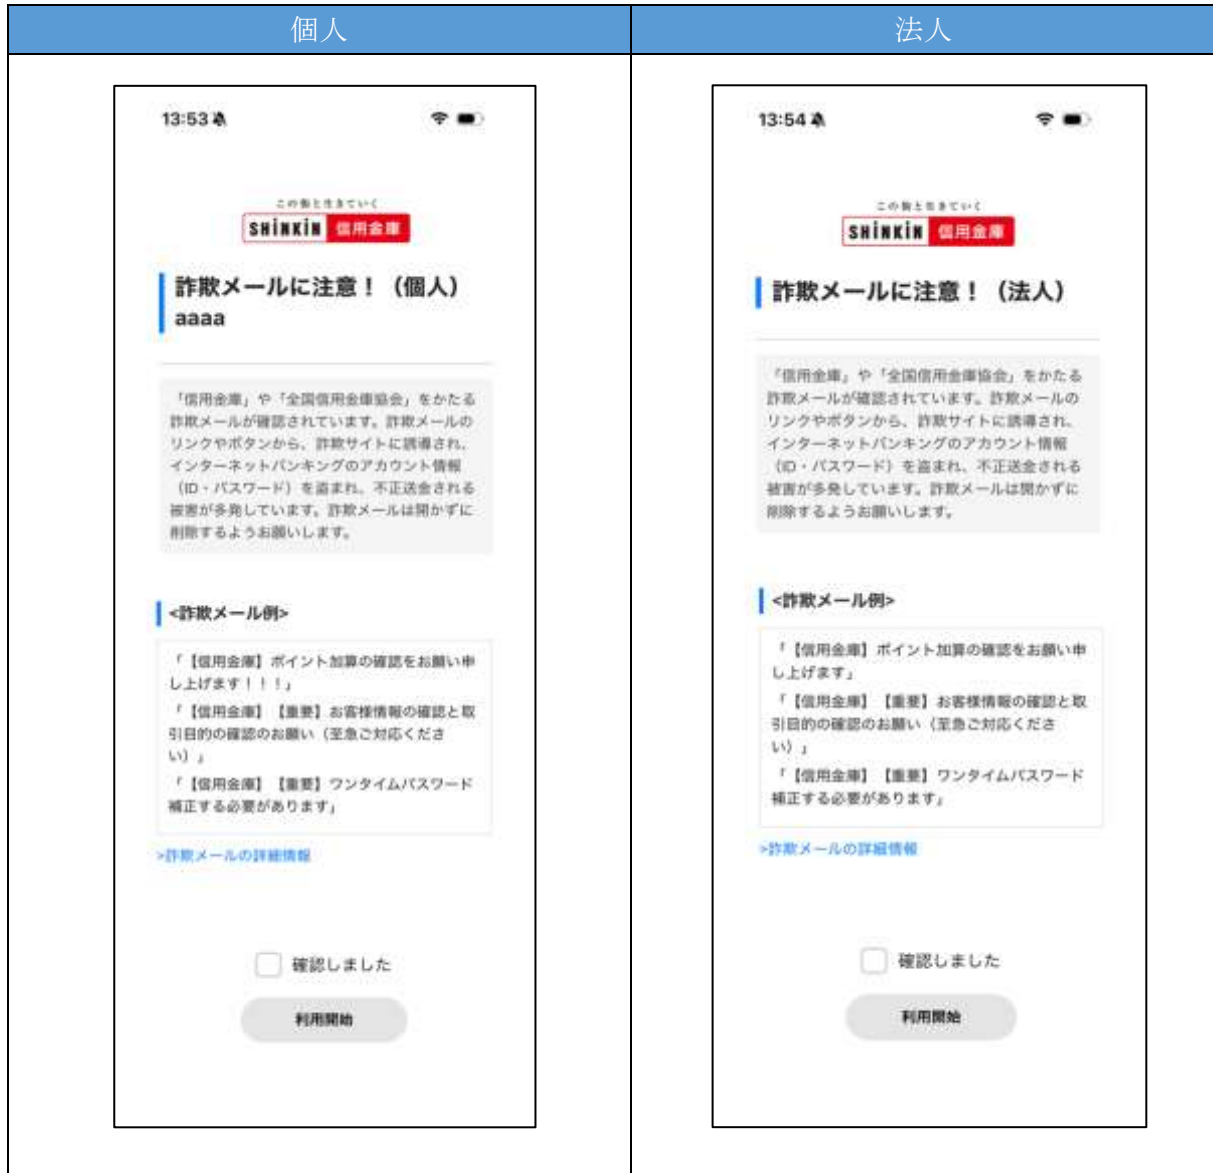 個人
法人
13:53
この街と生きていく
SHINKIN 信用金庫
詐欺メールに注意！（個人）
aaaa
「信用金庫」や「全国信用金庫協会」をかたる
詐欺メールが確認されています。詐欺メールの
リンクやボタンから、詐欺サイトに誘導され、
インターネットバンキングのアカウント情報
（ID・パスワード）を盗まれ、不正送金される
被害が多発しています。詐欺メールは開かずに
削除するようお願いします。
<詐欺メール例>
「【信用金庫】ポイント加算の確認をお願い申
し上げます！！！」
「【信用金庫】【重要】お客様情報の確認と取
引目的の確認のお願い（至急ご対応くださ
い）」
「【信用金庫】【重要】ワンタイムパスワード
補正する必要があります」
>詐欺メールの詳細情報
確認しました
利用開始
13:54
この街と生きていく
SHINKIN 信用金庫
詐欺メールに注意！（法人）
「信用金庫」や「全国信用金庫協会」をかたる
詐欺メールが確認されています。詐欺メールの
リンクやボタンから、詐欺サイトに誘導され、
インターネットバンキングのアカウント情報
（ID・パスワード）を盗まれ、不正送金される
被害が多発しています。詐欺メールは開かずに
削除するようお願いします。
<詐欺メール例>
「【信用金庫】ポイント加算の確認をお願い申
し上げます」
「【信用金庫】【重要】お客様情報の確認と取
引目的の確認のお願い（至急ご対応くださ
い）」
「【信用金庫】【重要】ワンタイムパスワード
補正する必要があります」
>詐欺メールの詳細情報
確認しました
利用開始